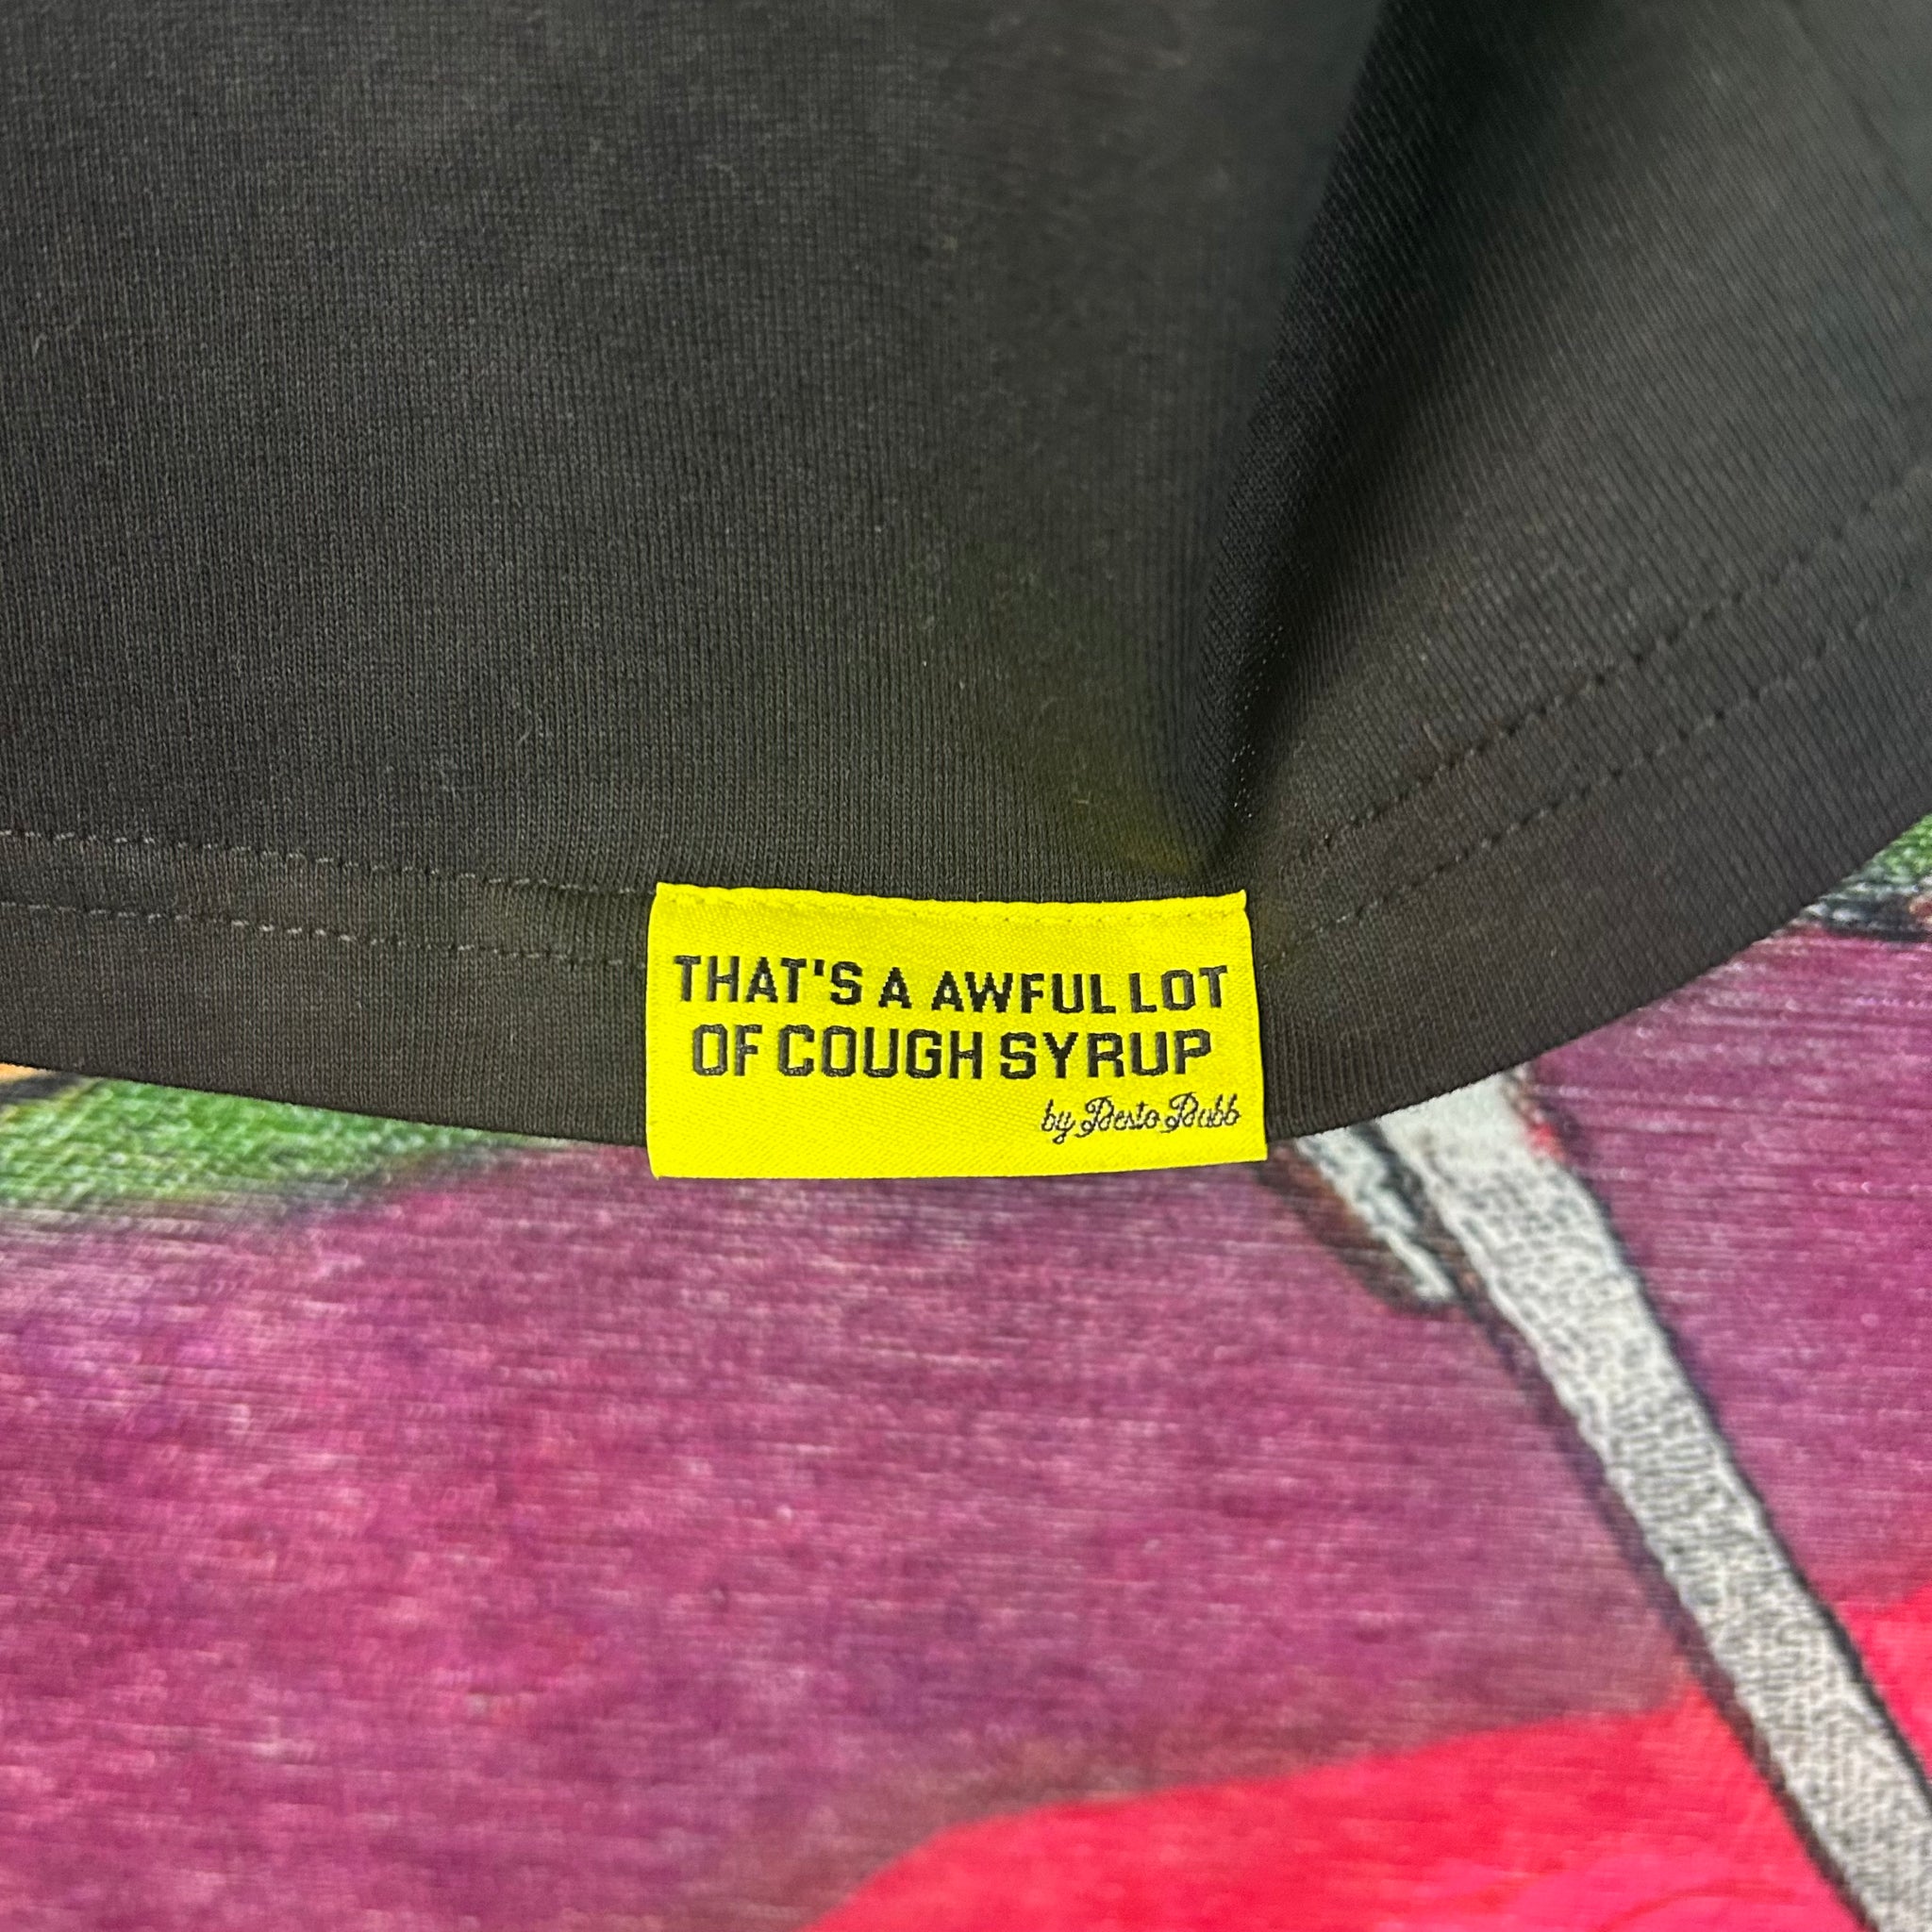 THAT'S A AWFUL LOT
OF COUGH SYRUP
by Desto Dubb